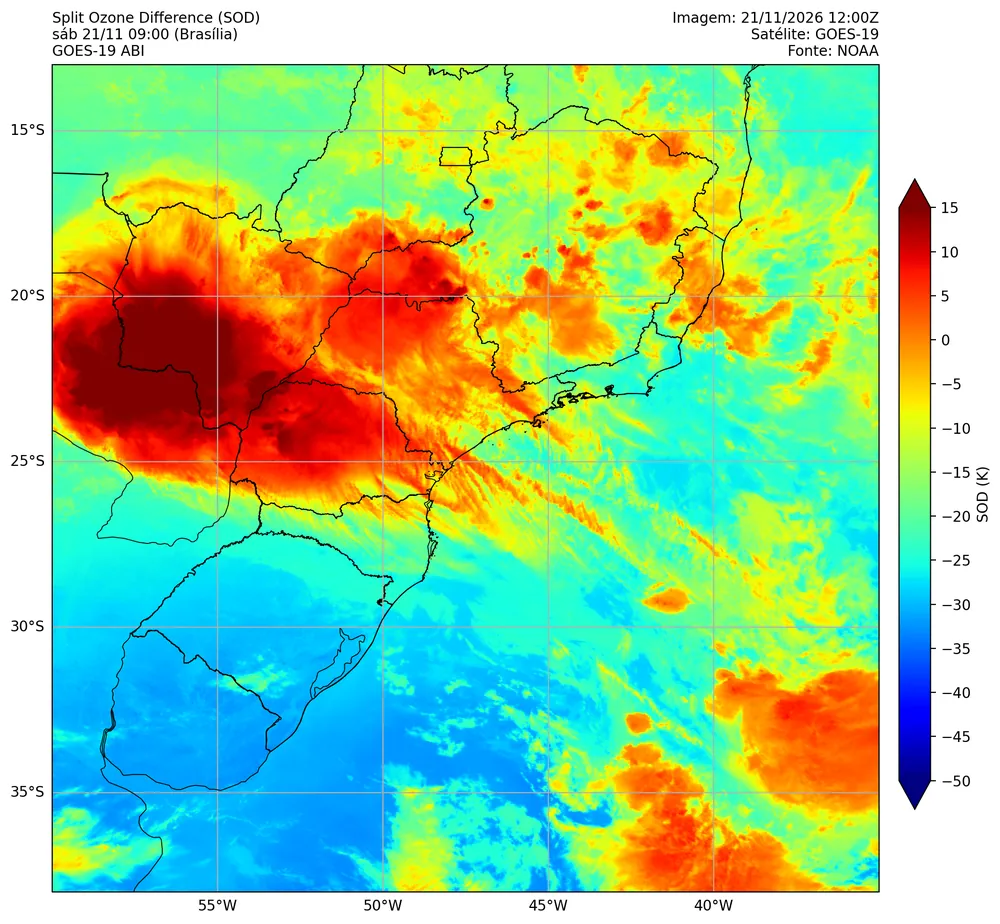 Split Ozone Difference (SOD)
sáb 21/11 09:00 (Brasília)
GOES-19 ABI
Imagem: 21/11/2026 12:00Z
Satélite: GOES-19
Fonte: NOAA
15°S
20°S
25°S
30°S
35°S
55°W
50°W
45°W
40°W
15
10
5
0
−5
−10
−15
−20
−25
−30
−35
−40
−45
−50
SOD (K)